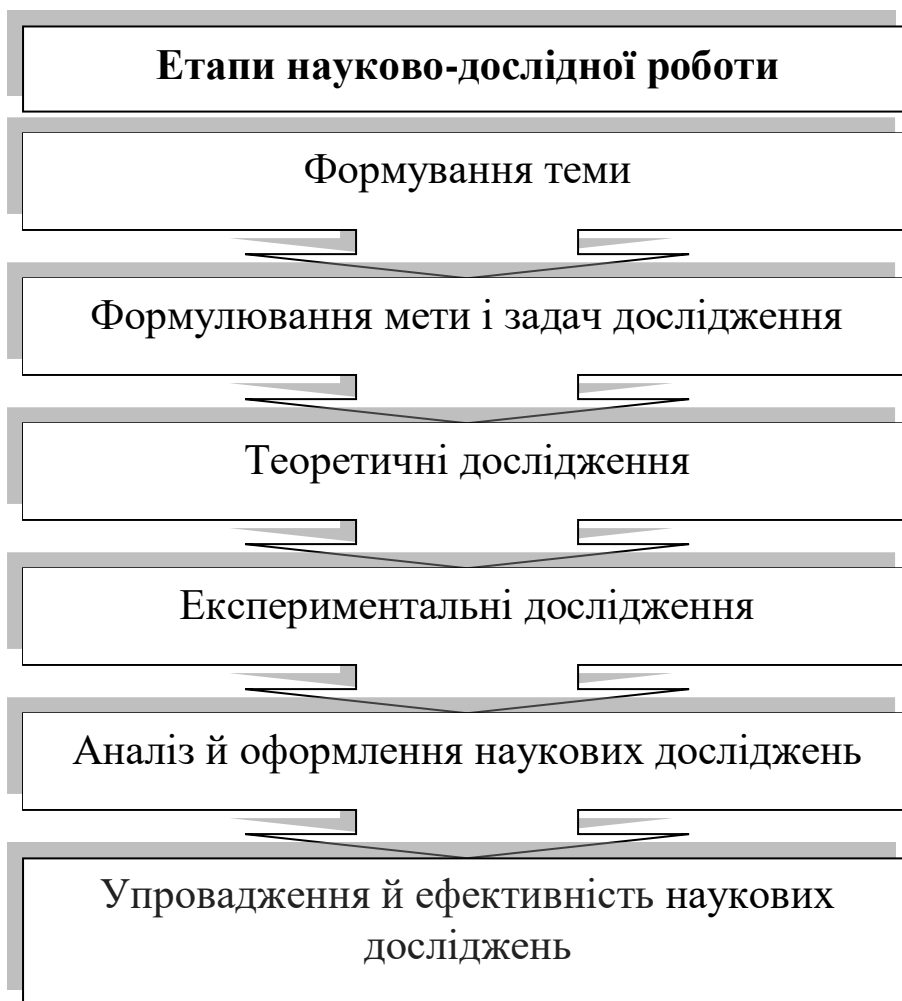 Етапи науково-дослідної роботи
Формування теми
Формулювання мети і задач дослідження
Теоретичні дослідження
Експериментальні дослідження
Аналіз й оформлення наукових досліджень
Упровадження й ефективність наукових
досліджень